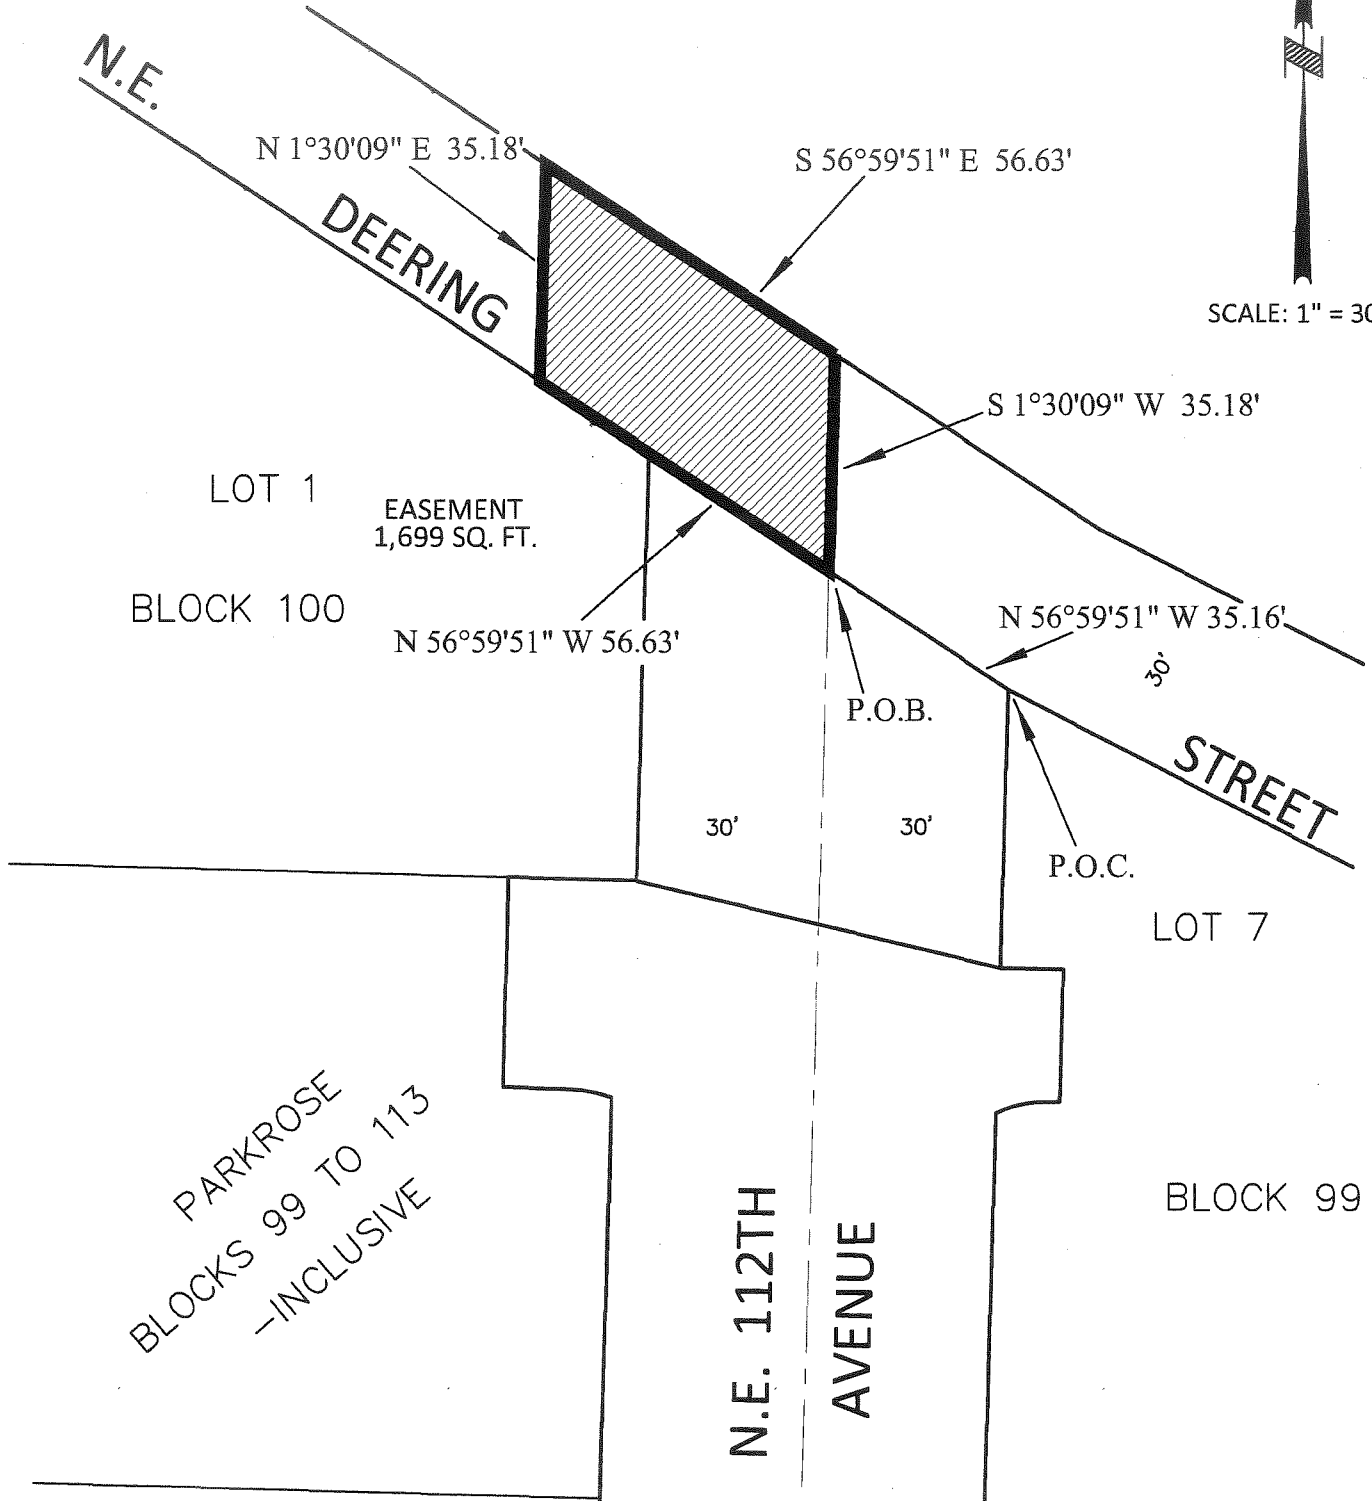 N.E.
N 1°30'09" E 35.18'
S 56°59'51" E 56.63'
DEERING
SCALE: 1" = 30
S 1°30'09" W 35.18'
LOT 1
EASEMENT
1,699 SQ. FT.
BLOCK 100
N 56°59'51" W 56.63'
N 56°59'51" W 35.16'
30'
P.O.B.
STREET
30'
30'
P.O.C.
LOT 7
PARKROSE
BLOCKS 99 TO 113
-INCLUSIVE
BLOCK 99
N.E. 112TH
AVENUE